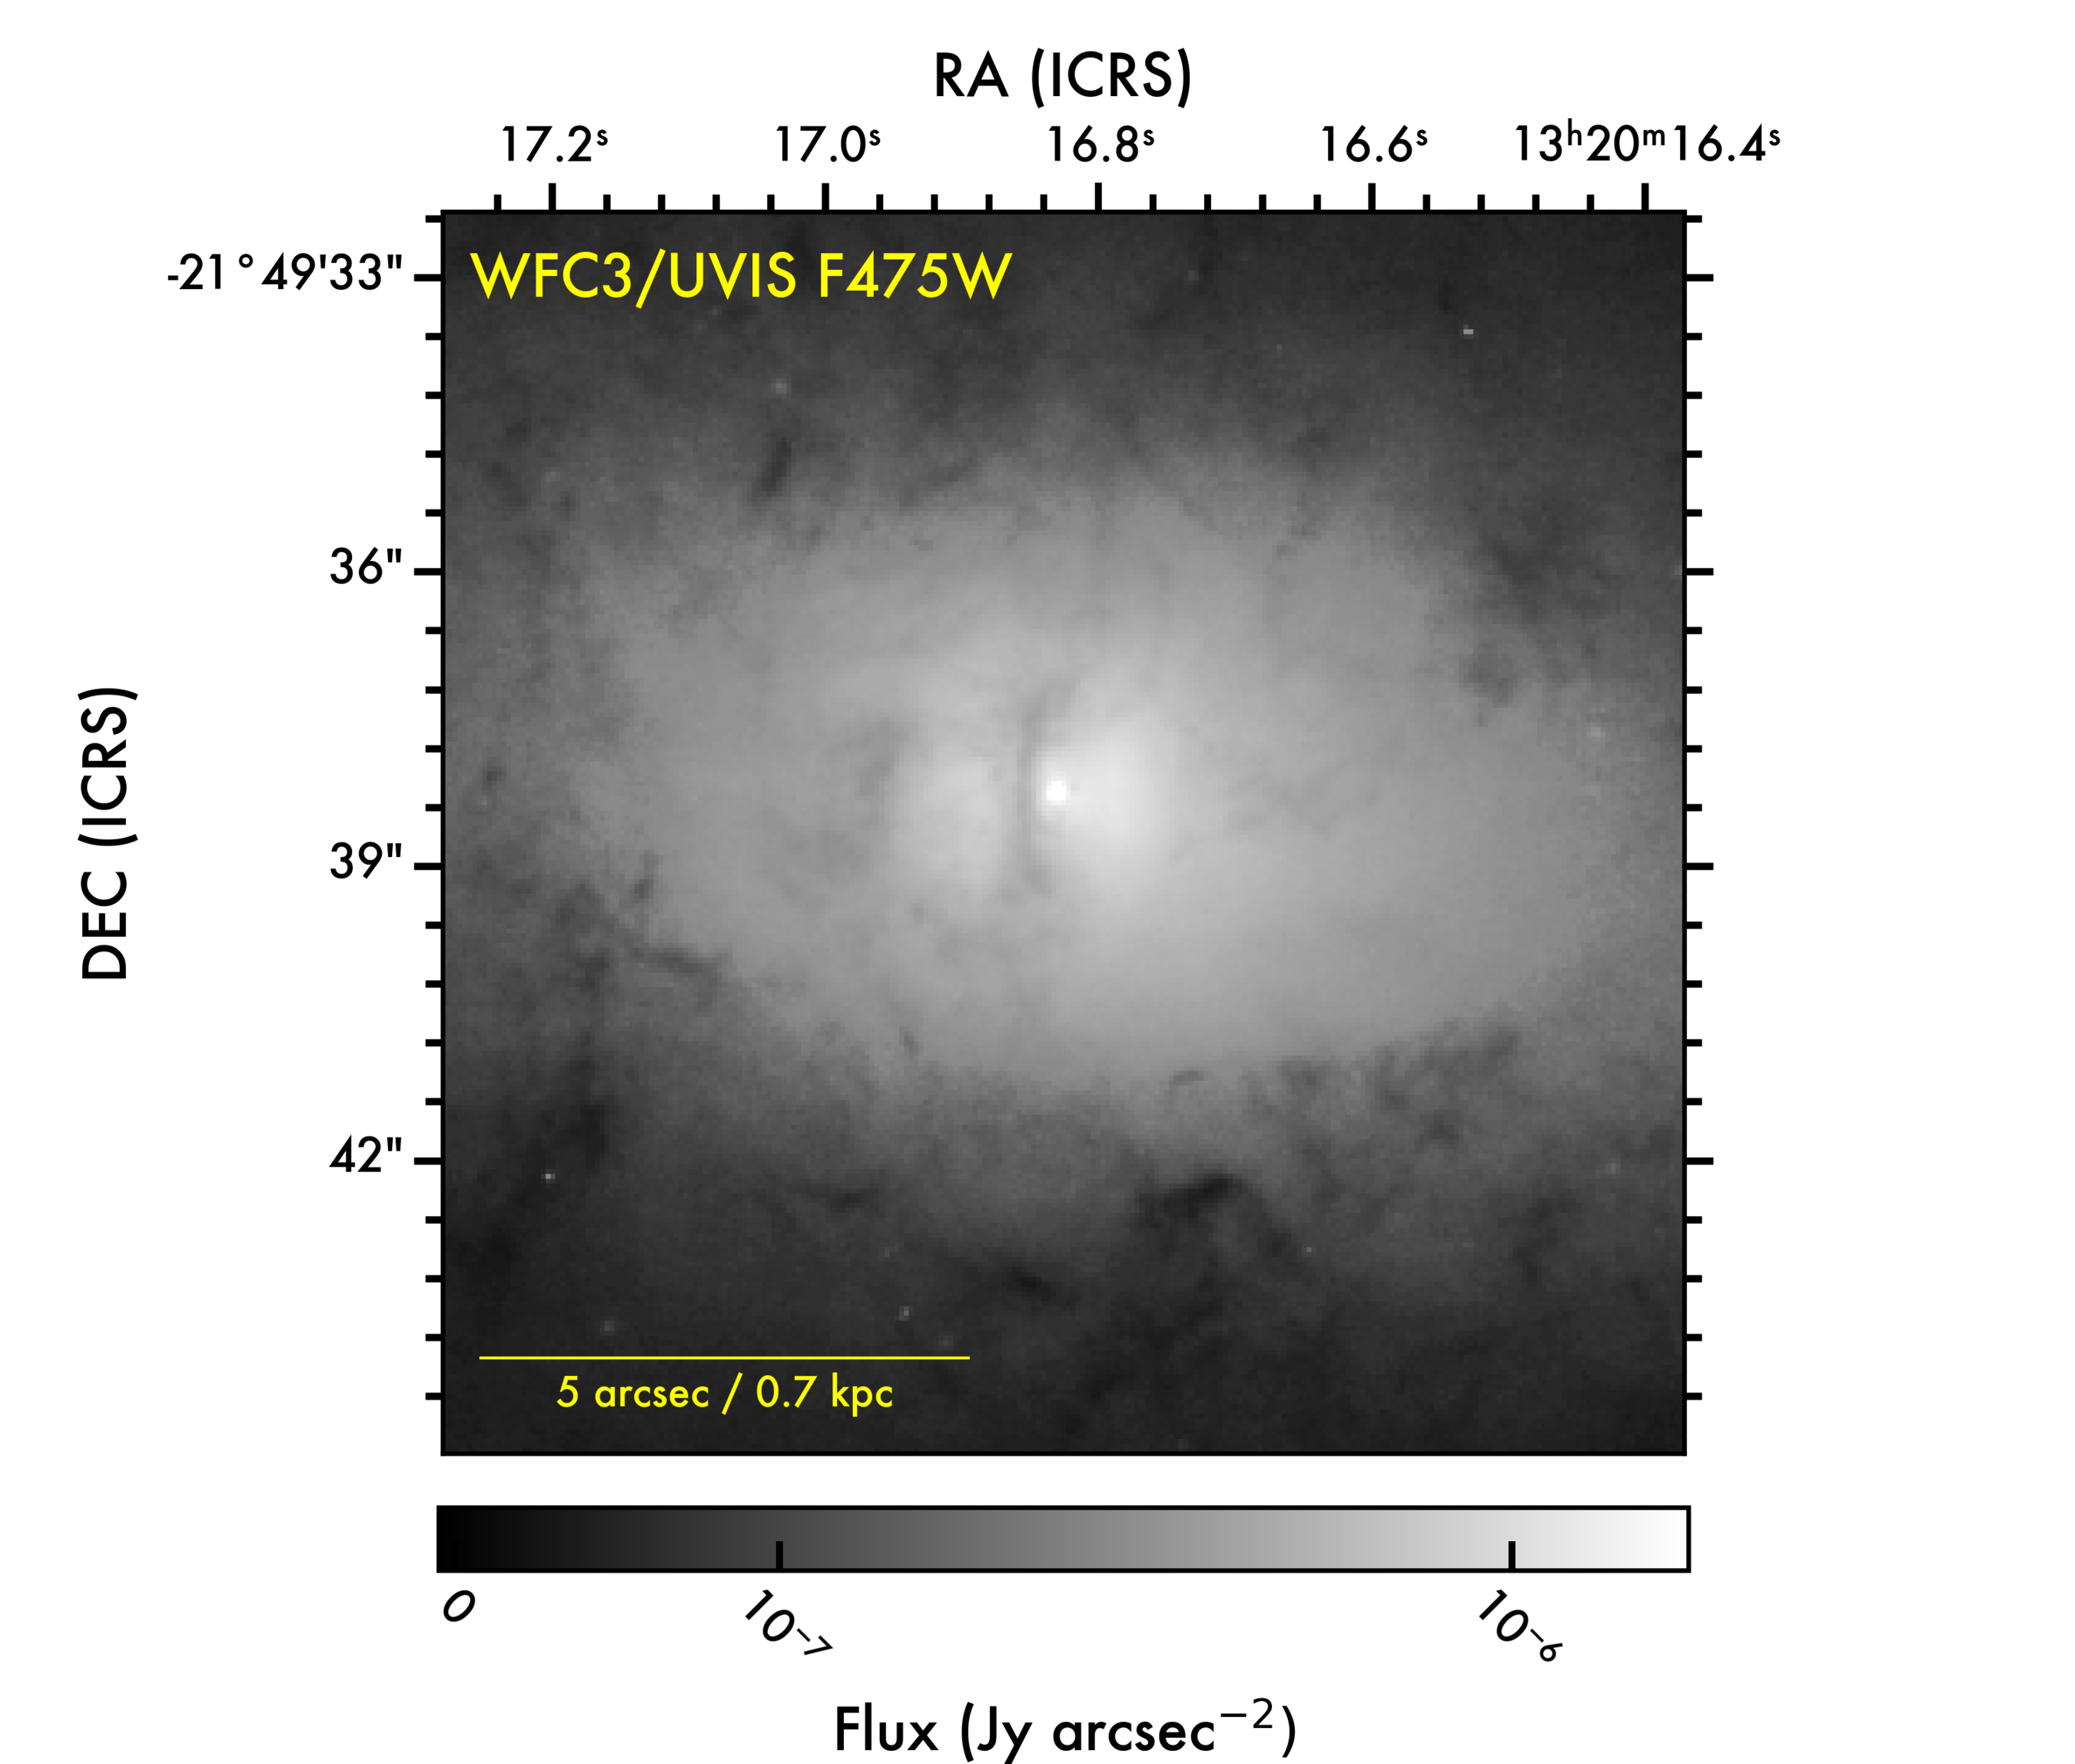 RA (ICRS)
17.2ˢ 17.0ˢ 16.8ˢ 16.6ˢ 13ʰ20ᵐ16.4ˢ
WFC3/UVIS F475W
-21°49'33"
36"
39"
42"
DEC (ICRS)
5 arcsec / 0.7 kpc
0 10⁻⁷ 10⁻⁶
Flux (Jy arcsec⁻²)